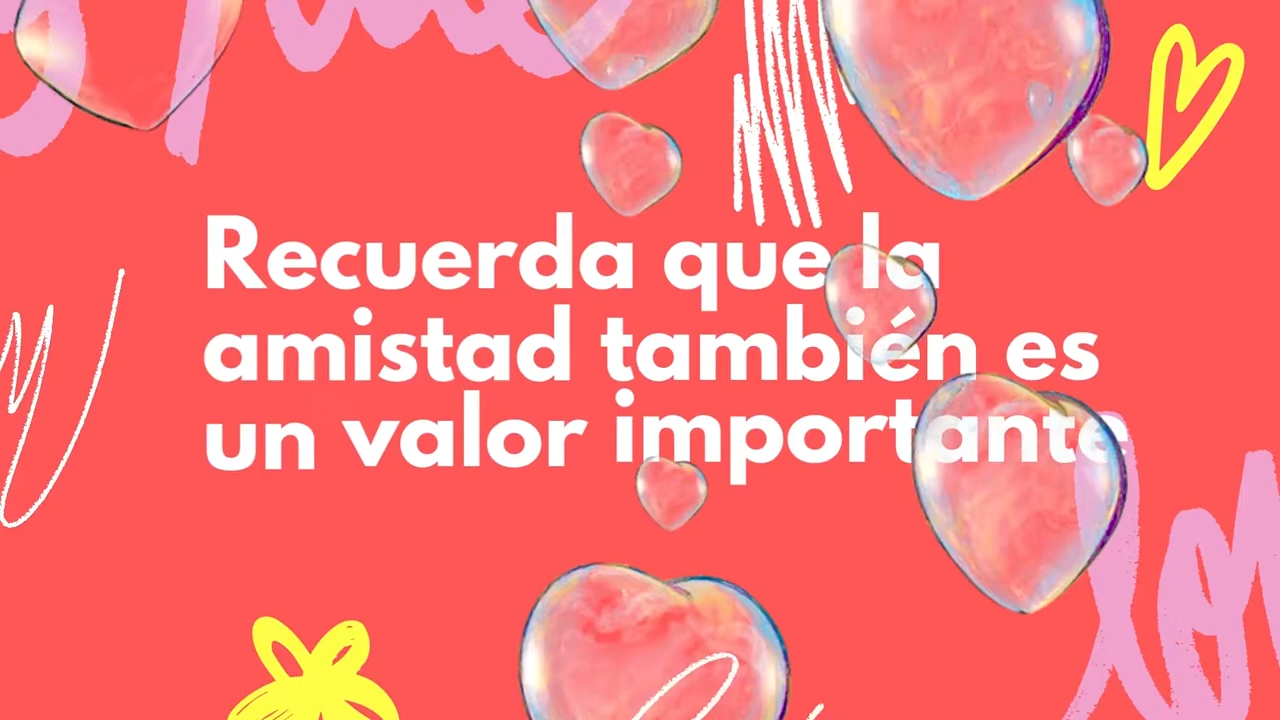 Recuerda que la
amistad también es
un valor importante